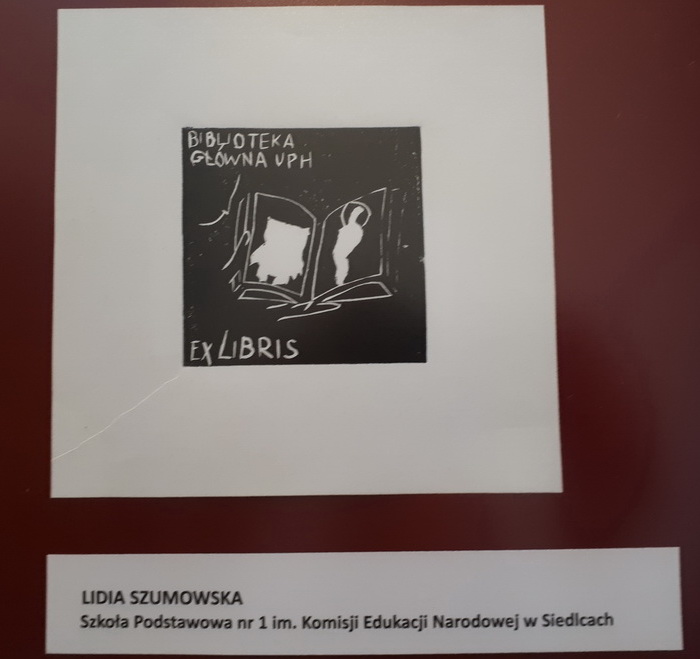 BIBLIOTEKA
GŁÓWNA UPH
EX LIBRIS
LIDIA SZUMOWSKA
Szkoła Podstawowa nr 1 im. Komisji Edukacji Narodowej w Siedlcach